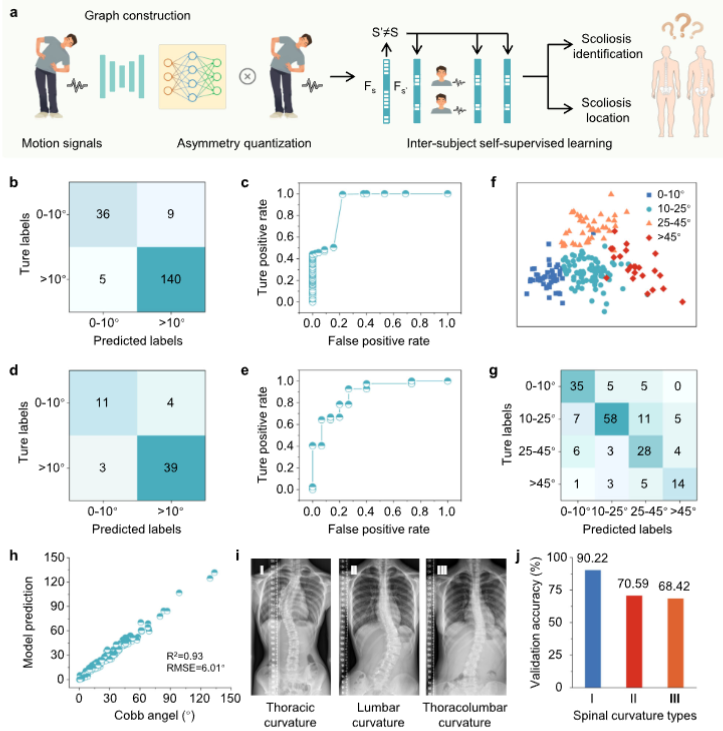 a
Graph construction
S'≠S
Fs
Fs'
Scoliosis
identification
Scoliosis
location
Motion signals
Asymmetry quantization
Inter-subject self-supervised learning
b
Ture labels
0-10°
36
9
>10°
5
140
0-10°
>10°
Predicted labels
c
Ture positive rate
1.0
0.8
0.6
0.4
0.2
0.0
0.0
0.2
0.4
0.6
0.8
1.0
False positive rate
f
0-10°
10-25°
25-45°
>45°
d
Ture labels
0-10°
11
4
>10°
3
39
0-10°
>10°
Predicted labels
e
Ture positive rate
1.0
0.8
0.6
0.4
0.2
0.0
0.0
0.2
0.4
0.6
0.8
1.0
False positive rate
g
Ture labels
0-10°
35
5
5
0
10-25°
7
58
11
5
25-45°
6
3
28
4
>45°
1
3
5
14
0-10°
10-25°
25-45°
>45°
Predicted labels
h
Model prediction
150
120
90
60
30
0
R²=0.93
RMSE=6.01°
0
30
60
90
120
150
Cobb angel (°)
i
I
II
III
Thoracic
curvature
Lumbar
curvature
Thoracolumbar
curvature
j
Validation accuracy (%)
100
75
50
25
0
90.22
70.59
68.42
I
II
III
Spinal curvature types